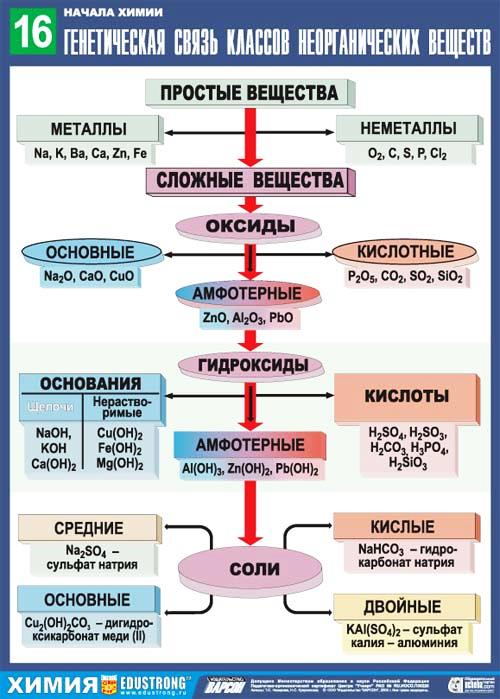 16
НАЧАЛА ХИМИИ
ГЕНЕТИЧЕСКАЯ СВЯЗЬ КЛАССОВ НЕОРГАНИЧЕСКИХ ВЕЩЕСТВ
ПРОСТЫЕ ВЕЩЕСТВА
МЕТАЛЛЫ
Na, K, Ba, Ca, Zn, Fe
НЕМЕТАЛЛЫ
O₂, C, S, P, Cl₂
СЛОЖНЫЕ ВЕЩЕСТВА
ОКСИДЫ
ОСНОВНЫЕ
Na₂O, CaO, CuO
КИСЛОТНЫЕ
P₂O₅, CO₂, SO₂, SiO₂
АМФОТЕРНЫЕ
ZnO, Al₂O₃, PbO
ГИДРОКСИДЫ
ОСНОВАНИЯ
Щелочи
Нераство-
римые
NaOH,
KOH
Ca(OH)₂
Cu(OH)₂
Fe(OH)₂
Mg(OH)₂
КИСЛОТЫ
H₂SO₄, H₂SO₃,
H₂CO₃, H₃PO₄,
H₂SiO₃
АМФОТЕРНЫЕ
Al(OH)₃, Zn(OH)₂, Pb(OH)₂
СРЕДНИЕ
Na₂SO₄ –
сульфат натрия
КИСЛЫЕ
NaHCO₃ – гидро-
карбонат натрия
СОЛИ
ОСНОВНЫЕ
Cu₂(OH)₂CO₃ – дигидро-
ксикарбонат меди (II)
ДВОЙНЫЕ
KAl(SO₄)₂ – сульфат
калия – алюминия
ХИМИЯ
EDUSTRONG